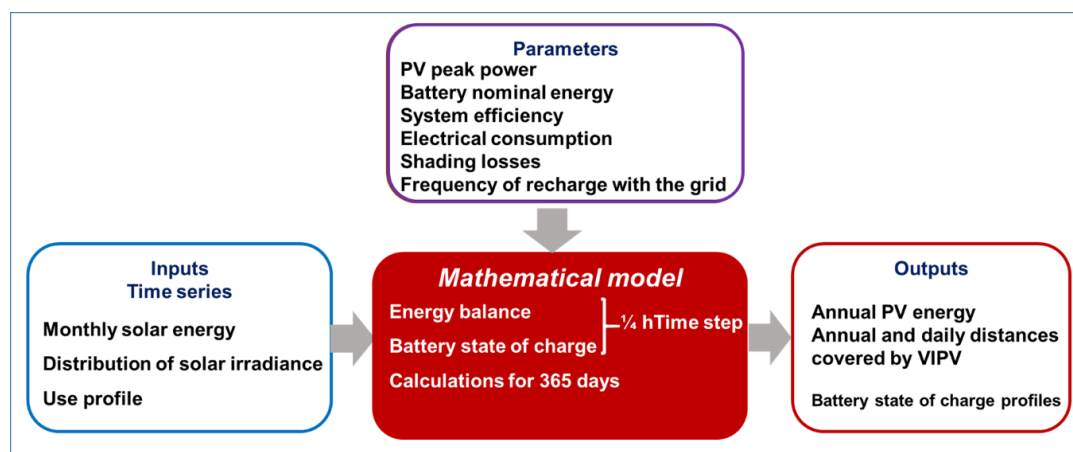 Parameters
PV peak power
Battery nominal energy
System efficiency
Electrical consumption
Shading losses
Frequency of recharge with the grid
Inputs
Time series
Monthly solar energy
Distribution of solar irradiance
Use profile
Mathematical model
Energy balance
Battery state of charge
¼ hTime step
Calculations for 365 days
Outputs
Annual PV energy
Annual and daily distances
covered by VIPV
Battery state of charge profiles